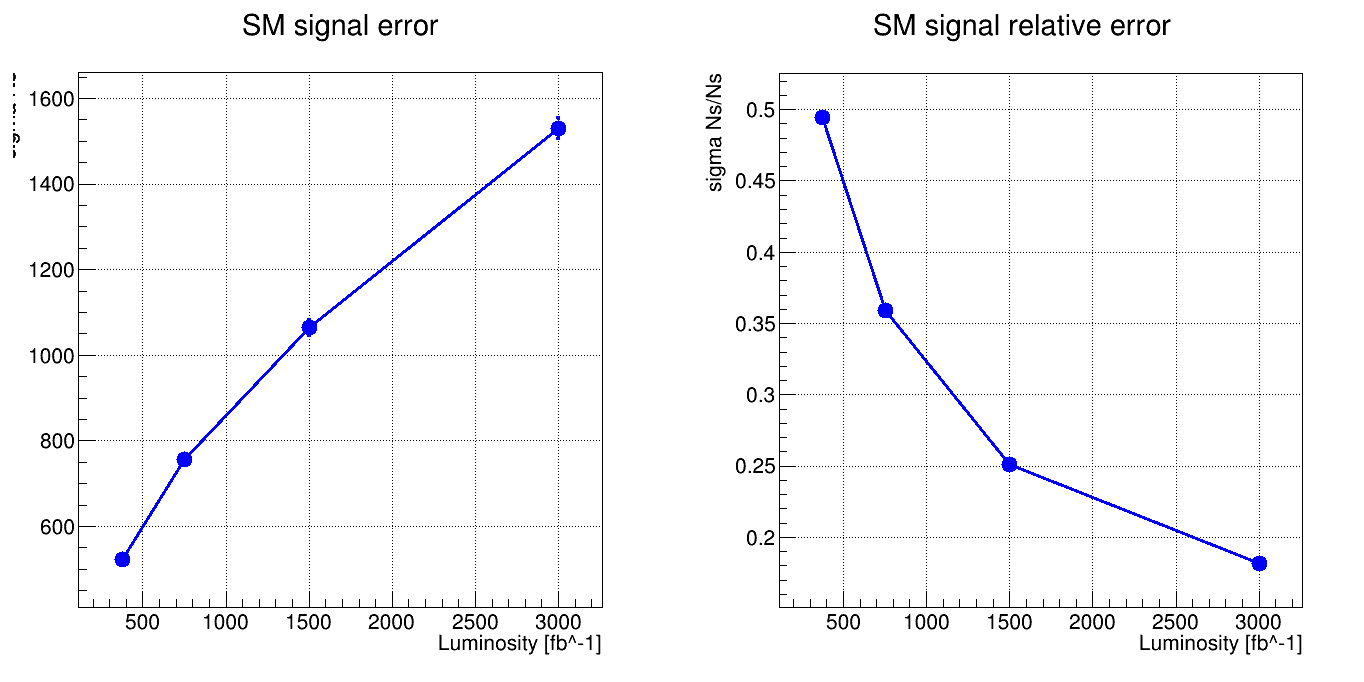 SM signal error
1600
1400
1200
1000
800
600
500 1000 1500 2000 2500 3000
Luminosity [fb^-1]
SM signal relative error
sigma Ns/Ns
0.5
0.45
0.4
0.35
0.3
0.25
0.2
500 1000 1500 2000 2500 3000
Luminosity [fb^-1]